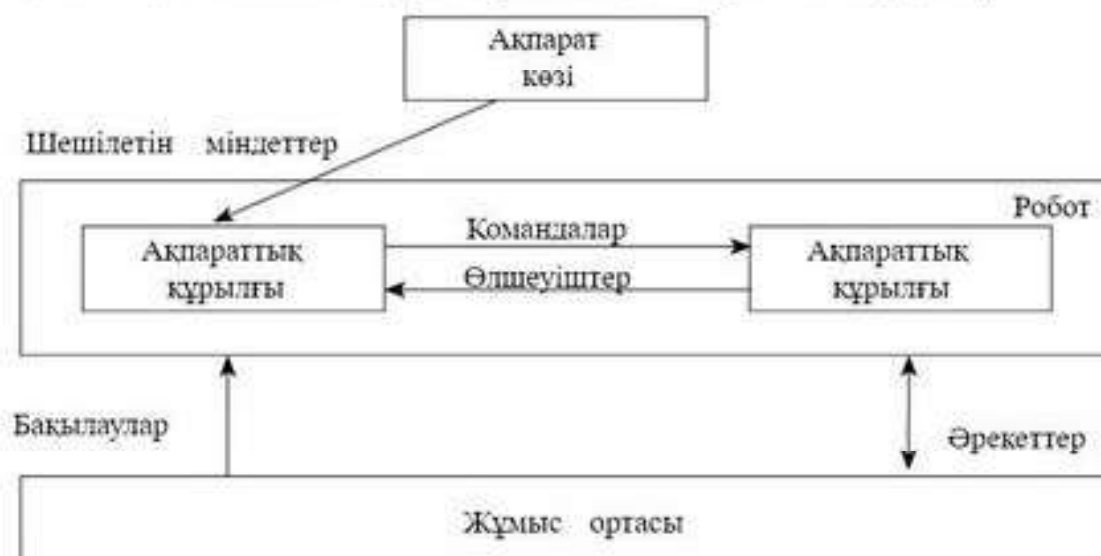 Ақпарат
көзі
Шешілетін міндеттер
Робот
Ақпараттық
құрылғы
Командалар
Өлшеуіштер
Ақпараттық
құрылғы
Бақылаулар
Әрекеттер
Жұмыс ортасы